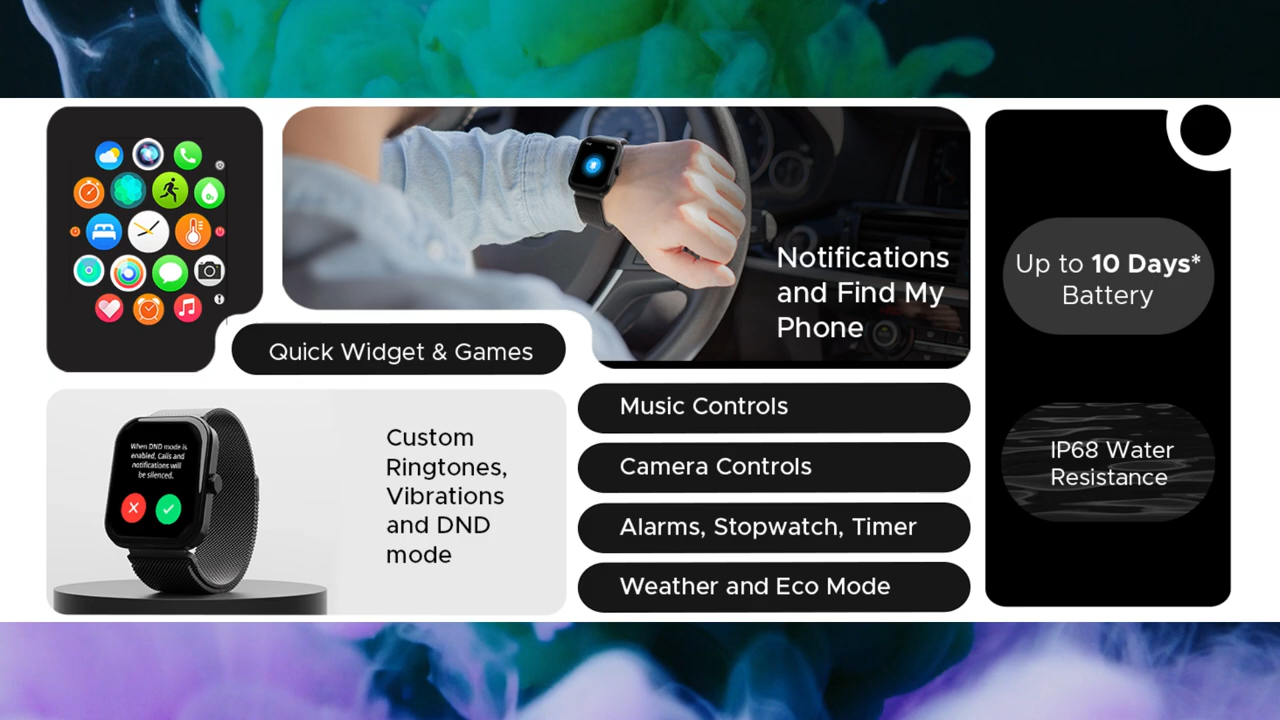 Notifications
and Find My
Phone
Up to 10 Days*
Battery
Quick Widget & Games
Music Controls
Camera Controls
Alarms, Stopwatch, Timer
Weather and Eco Mode
Custom
Ringtones,
Vibrations
and DND
mode
When DND mode is
enabled, Calls and
notifications will
be silenced.
IP68 Water
Resistance